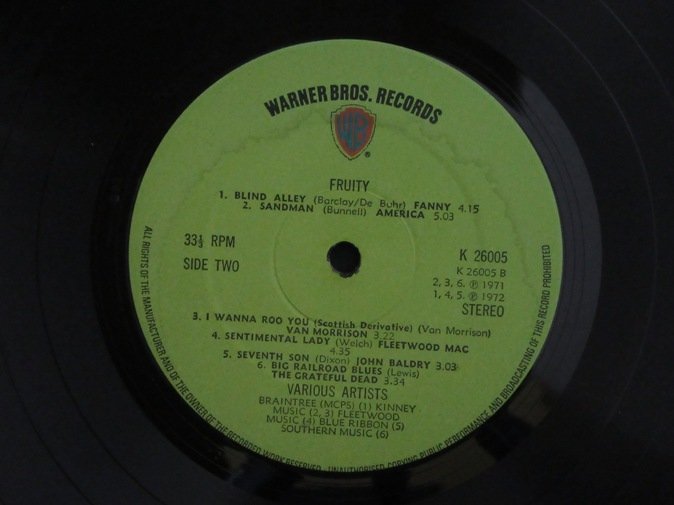 WARNER BROS. RECORDS
WB
®
FRUITY
1. BLIND ALLEY (Barclay/De Buhr) FANNY 4.15
2. SANDMAN (Bunnell) AMERICA 5.03
33⅓ RPM
SIDE TWO
K 26005
K 26005 B
2, 3, 6. ℗ 1971
1, 4, 5. ℗ 1972
STEREO
3. I WANNA ROO YOU (Scottish Derivative) (Van Morrison)
VAN MORRISON 3.22
4. SENTIMENTAL LADY (Welch) FLEETWOOD MAC
4.35
5. SEVENTH SON (Dixon) JOHN BALDRY 3.03
6. BIG RAILROAD BLUES (Lewis)
THE GRATEFUL DEAD 3.34
VARIOUS ARTISTS
BRAINTREE (MCPS) (1) KINNEY
MUSIC (2, 3) FLEETWOOD
MUSIC (4) BLUE RIBBON (5)
SOUTHERN MUSIC (6)
ALL RIGHTS OF THE MANUFACTURER AND OF THE OWNER OF THE RECORDED WORK RESERVED. UNAUTHORISED COPYING PUBLIC PERFORMANCE AND BROADCASTING OF THIS RECORD PROHIBITED